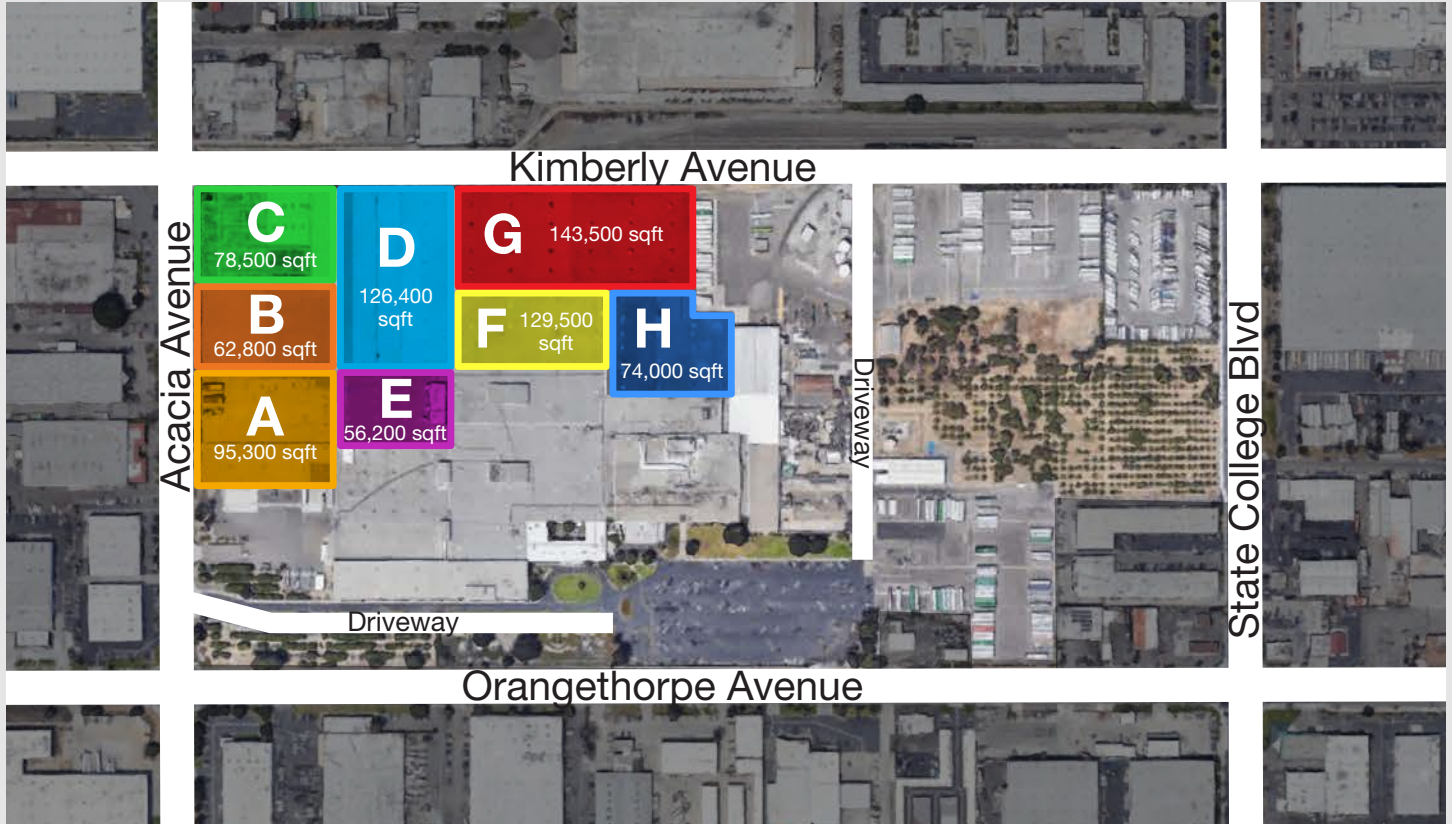 Kimberly Avenue
Acacia Avenue
C
78,500 sqft
D
126,400
sqft
G 143,500 sqft
B
62,800 sqft
F 129,500
sqft
H
74,000 sqft
A
95,300 sqft
E
56,200 sqft
Driveway
State College Blvd
Driveway
Orangethorpe Avenue